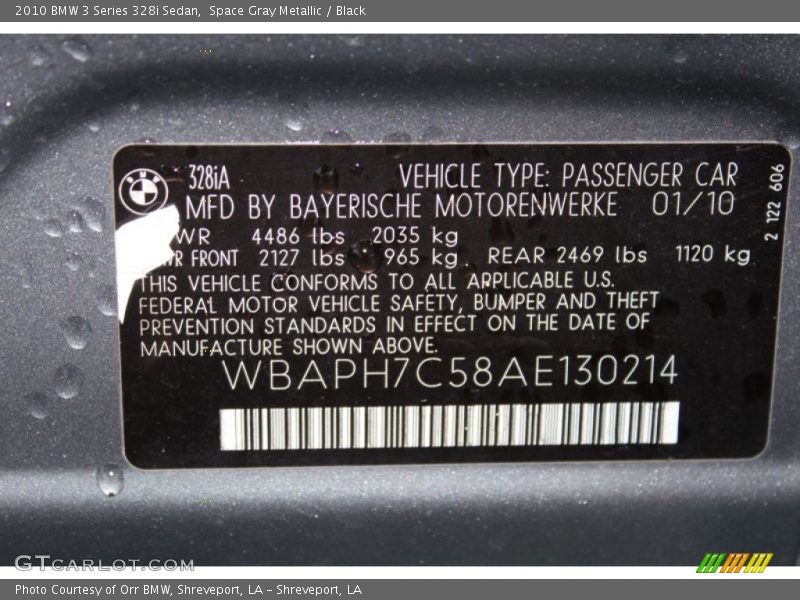 2010 BMW 3 Series 328i Sedan, Space Gray Metallic / Black
328iA VEHICLE TYPE: PASSENGER CAR
MFD BY BAYERISCHE MOTORENWERKE 01/10
WR 4486 lbs 2035 kg
WR FRONT 2127 lbs 965 kg REAR 2469 lbs 1120 kg
THIS VEHICLE CONFORMS TO ALL APPLICABLE U.S.
FEDERAL MOTOR VEHICLE SAFETY, BUMPER AND THEFT
PREVENTION STANDARDS IN EFFECT ON THE DATE OF
MANUFACTURE SHOWN ABOVE.
WBAPH7C58AE130214
2 122 606
GTCARLOT.COM
Photo Courtesy of Orr BMW, Shreveport, LA – Shreveport, LA